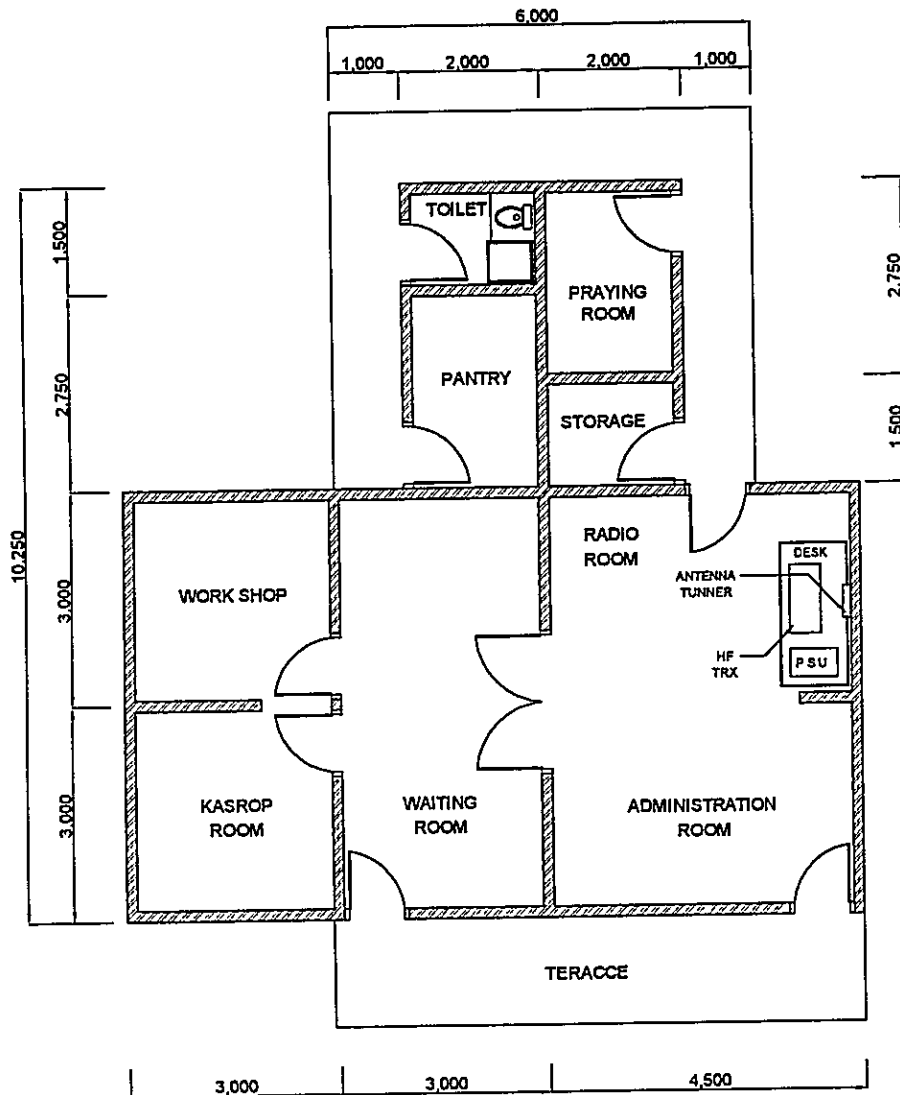 6,000
1,000
2,000
2,000
1,000
TOILET
PRAYING
ROOM
PANTRY
STORAGE
1.500
2.750
10.250
3.000
3.000
2.750
1.500
RADIO
ROOM
DESK
ANTENNA
TUNNER
HF
TRX
PSU
WORK SHOP
KASROP
ROOM
WAITING
ROOM
ADMINISTRATION
ROOM
TERACCE
3,000
3,000
4,500